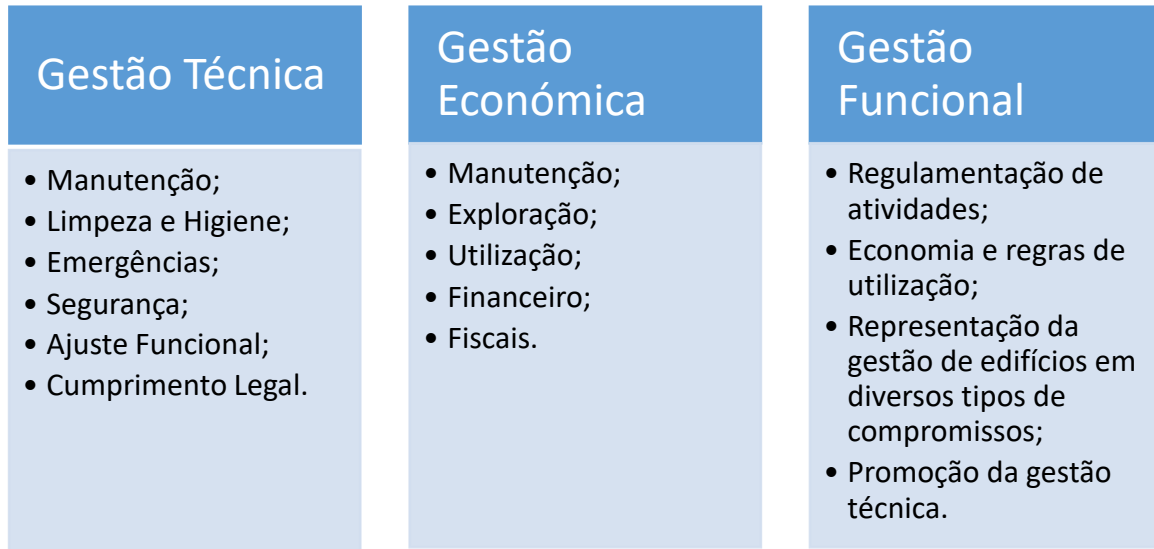 Gestão Técnica
• Manutenção;
• Limpeza e Higiene;
• Emergências;
• Segurança;
• Ajuste Funcional;
• Cumprimento Legal.
Gestão
Económica
• Manutenção;
• Exploração;
• Utilização;
• Financeiro;
• Fiscais.
Gestão
Funcional
• Regulamentação de
atividades;
• Economia e regras de
utilização;
• Representação da
gestão de edifícios em
diversos tipos de
compromissos;
• Promoção da gestão
técnica.